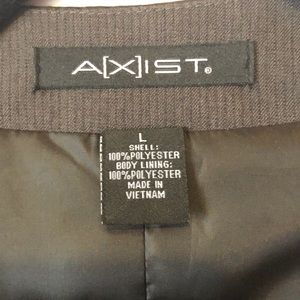 A[X]IST®
L
SHELL:
100%POLYESTER
BODY LINING:
100%POLYESTER
MADE IN
VIETNAM